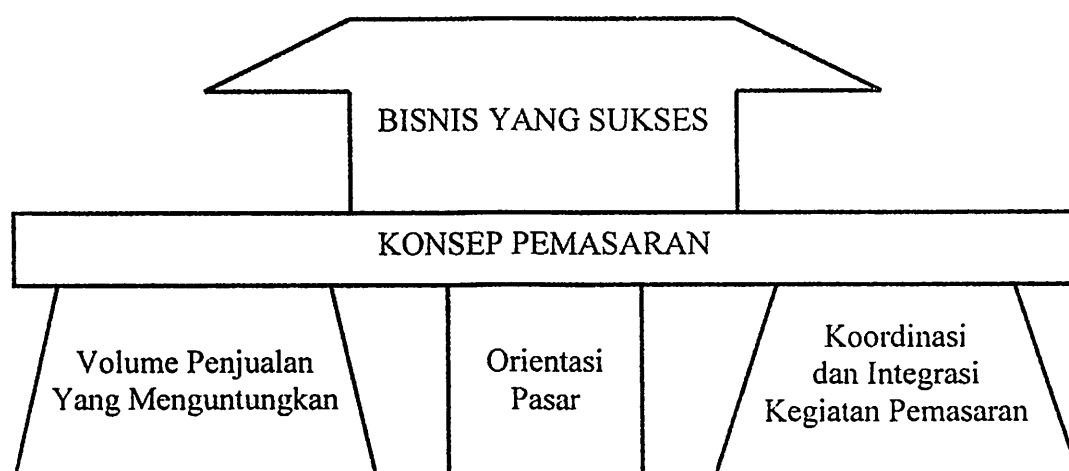 BISNIS YANG SUKSES
KONSEP PEMASARAN
Volume Penjualan
Yang Menguntungkan
Orientasi
Pasar
Koordinasi
dan Integrasi
Kegiatan Pemasaran